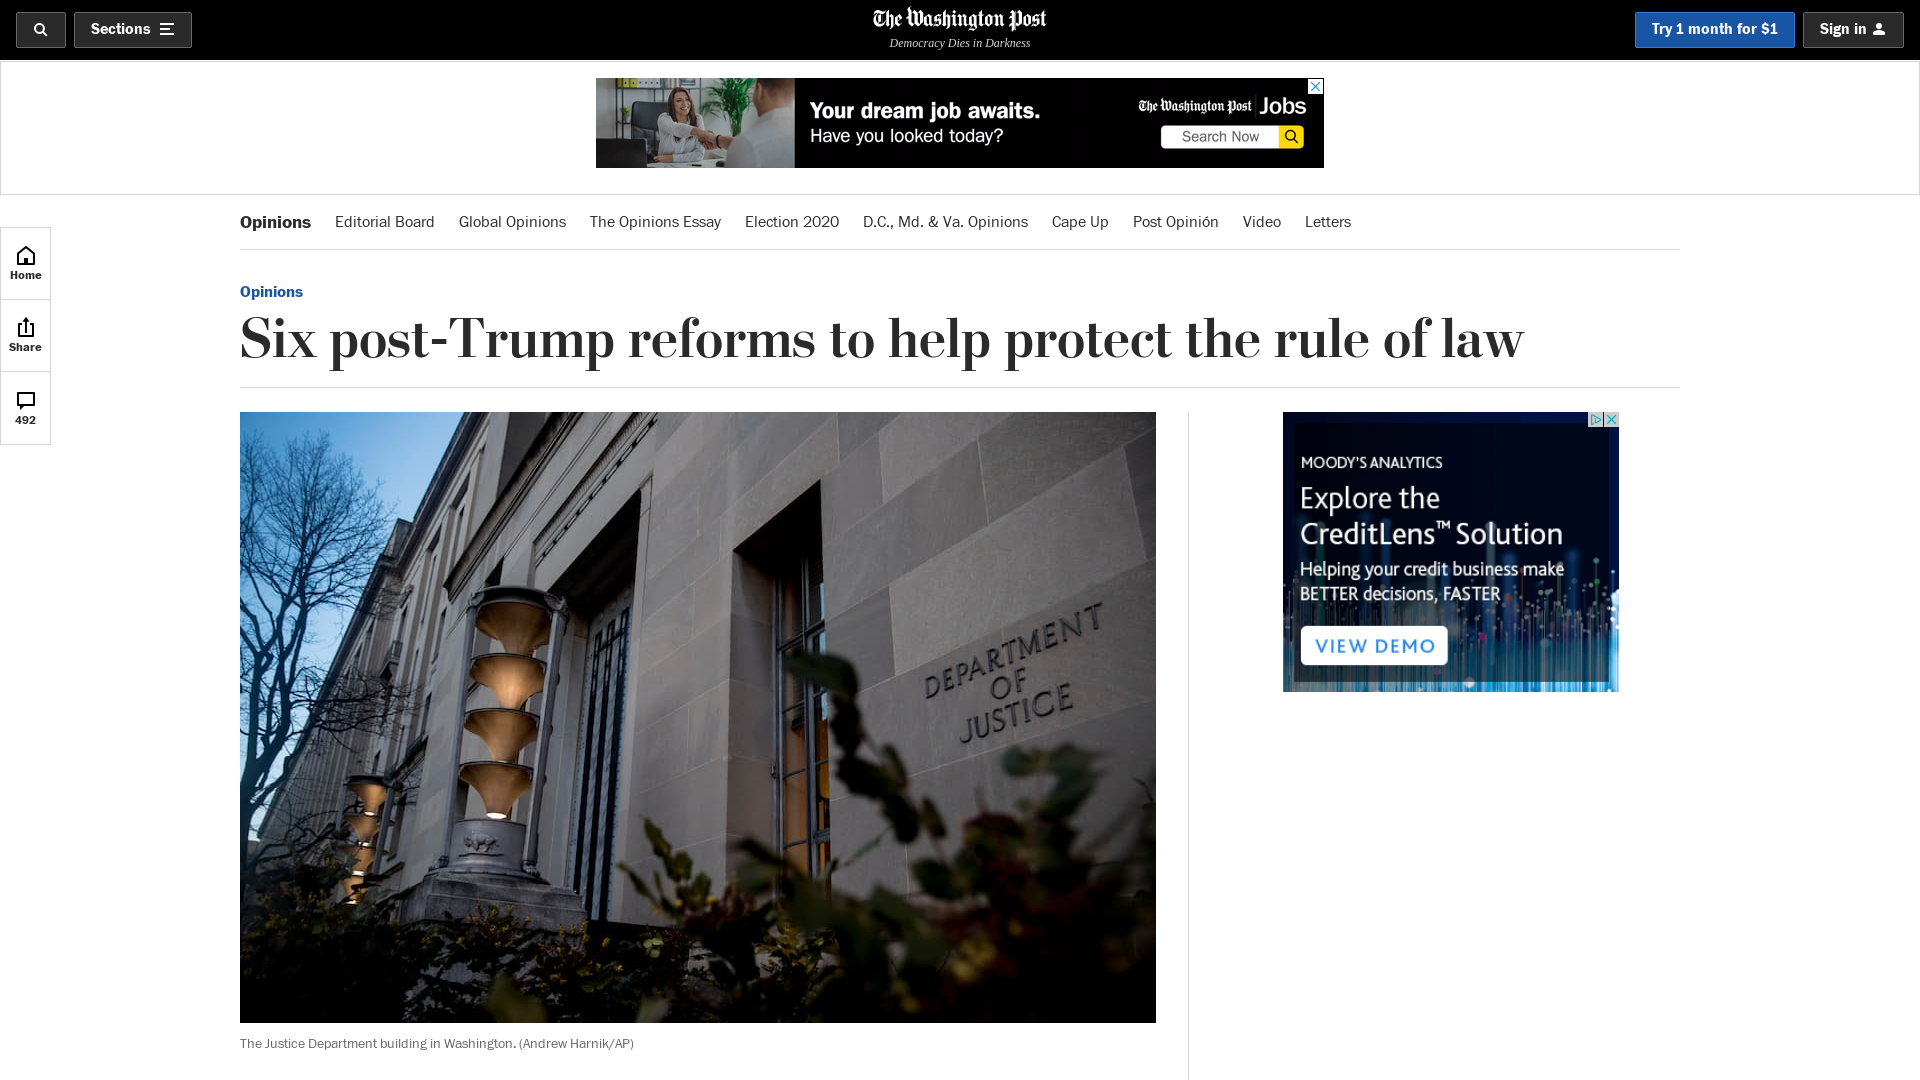 Sections
The Washington Post
Democracy Dies in Darkness
Try 1 month for $1
Sign in
Your dream job awaits.
Have you looked today?
The Washington Post Jobs
Search Now
Opinions Editorial Board Global Opinions The Opinions Essay Election 2020 D.C., Md. & Va. Opinions Cape Up Post Opinión Video Letters
Home
Share
492
Opinions
Six post-Trump reforms to help protect the rule of law
DEPARTMENT
OF
JUSTICE
The Justice Department building in Washington. (Andrew Harnik/AP)
MOODY'S ANALYTICS
Explore the
CreditLens™ Solution
Helping your credit business make
BETTER decisions, FASTER
VIEW DEMO